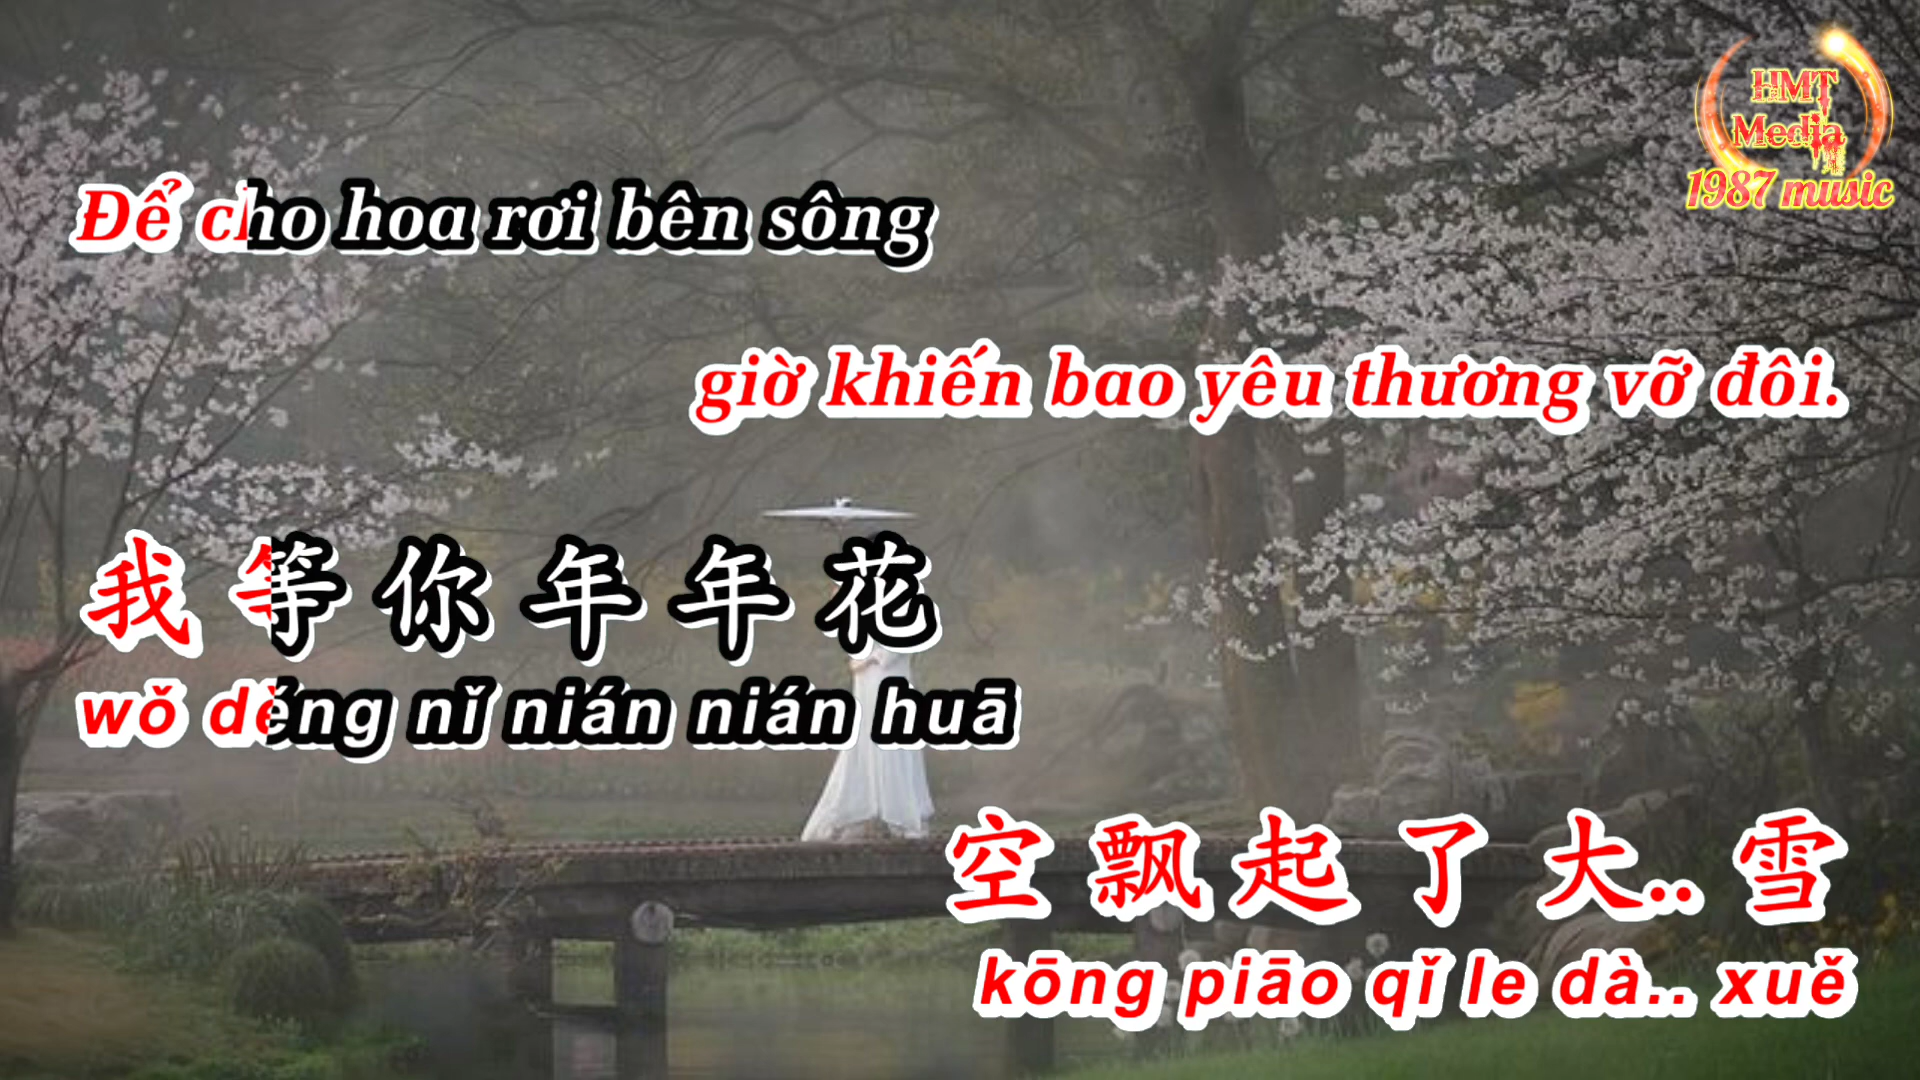 HMT
Media
1987 music
Để cho hoa rơi bên sông
giờ khiến bao yêu thương vỡ đôi.
我 等 你 年 年 花
wǒ děng nǐ nián nián huā
空 飘 起 了 大.. 雪
kōng piāo qǐ le dà.. xuě